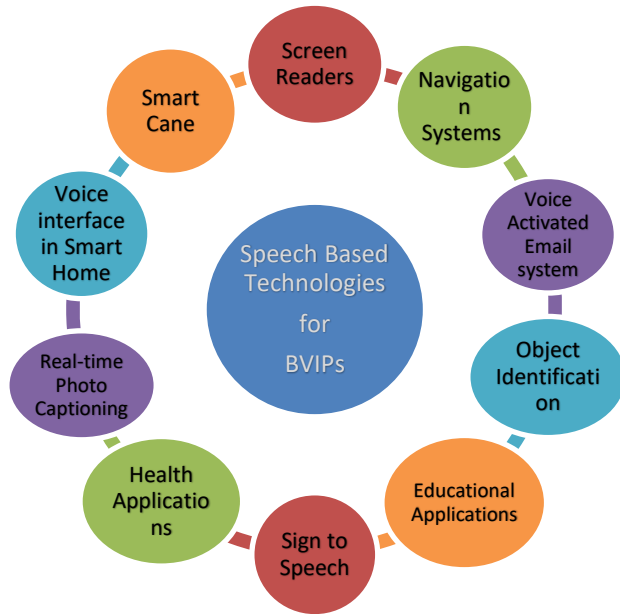 Screen
Readers
Navigatio
n
Systems
Voice
Activated
Email
system
Object
Identificati
on
Educational
Applications
Sign to
Speech
Health
Applicatio
ns
Real-time
Photo
Captioning
Voice
interface
in Smart
Home
Smart
Cane
Speech Based
Technologies
for
BVIPs